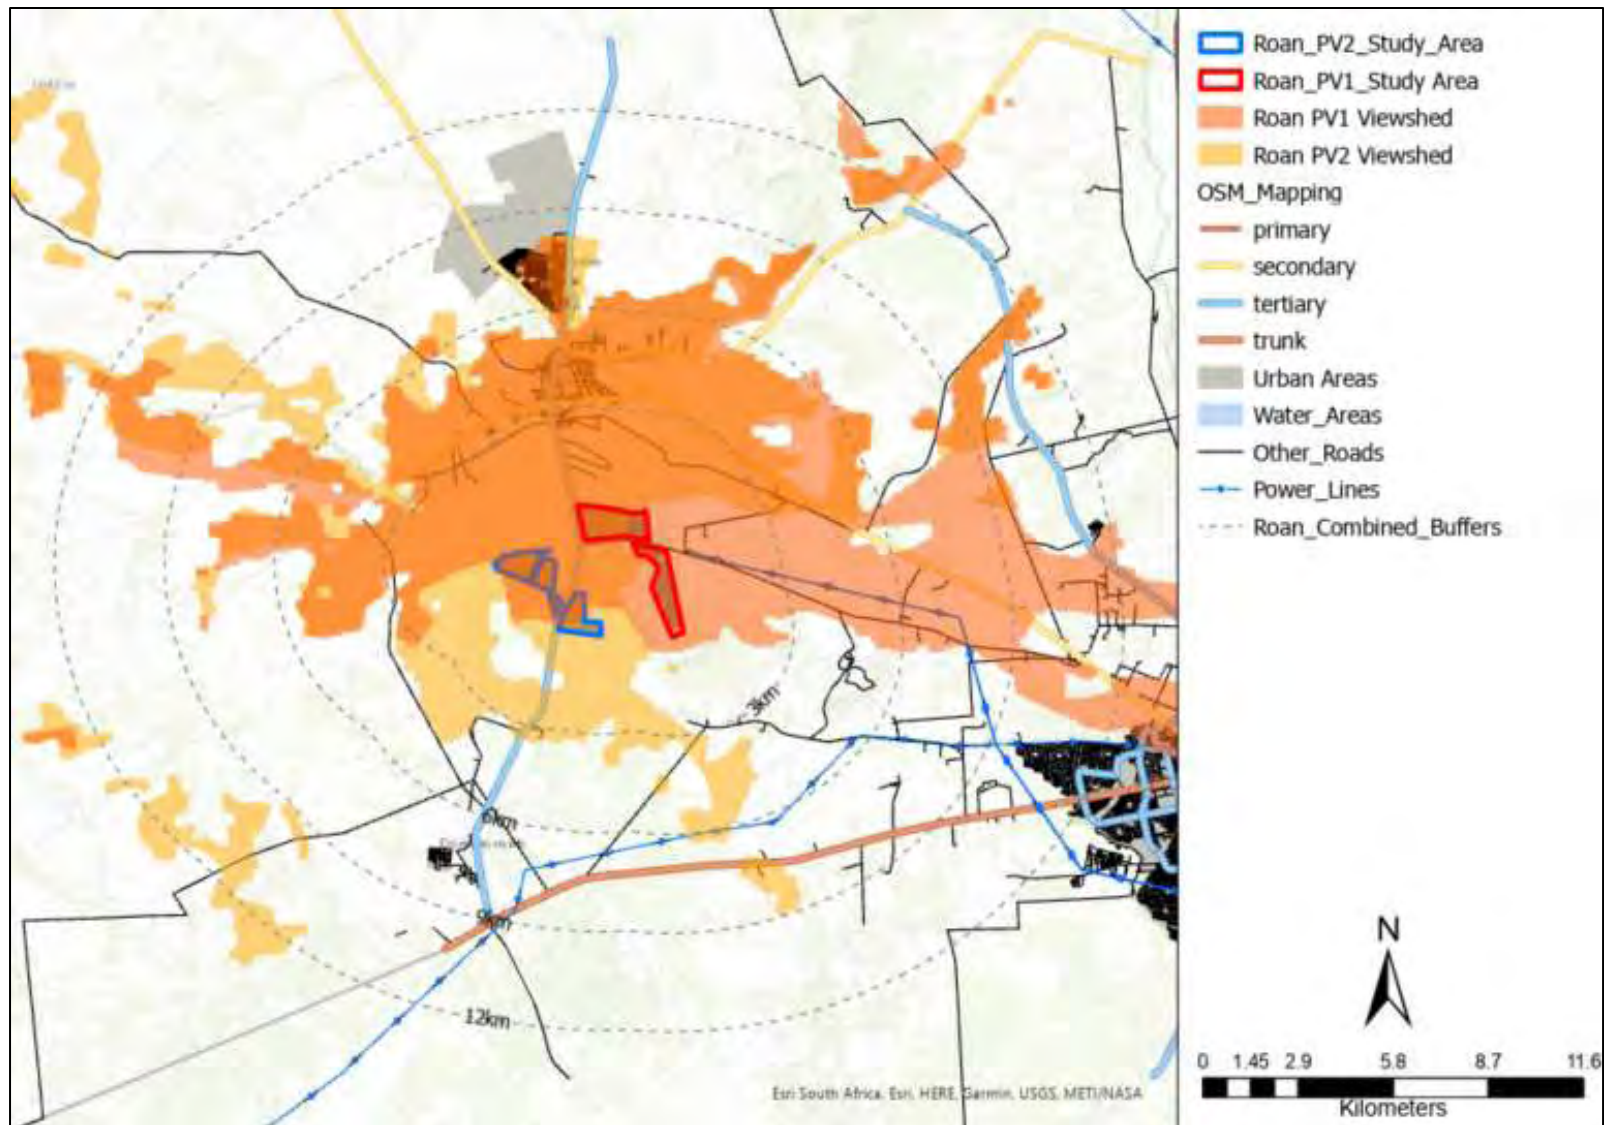 Roan_PV2_Study_Area
Roan_PV1_Study Area
Roan PV1 Viewshed
Roan PV2 Viewshed
OSM_Mapping
primary
secondary
tertiary
trunk
Urban Areas
Water_Areas
Other_Roads
Power_Lines
Roan_Combined_Buffers
3km
6km
9km
12km
N
0 1.45 2.9 5.8 8.7 11.6
Kilometers
Esri South Africa, Esri, HERE, Garmin, USGS, METI/NASA